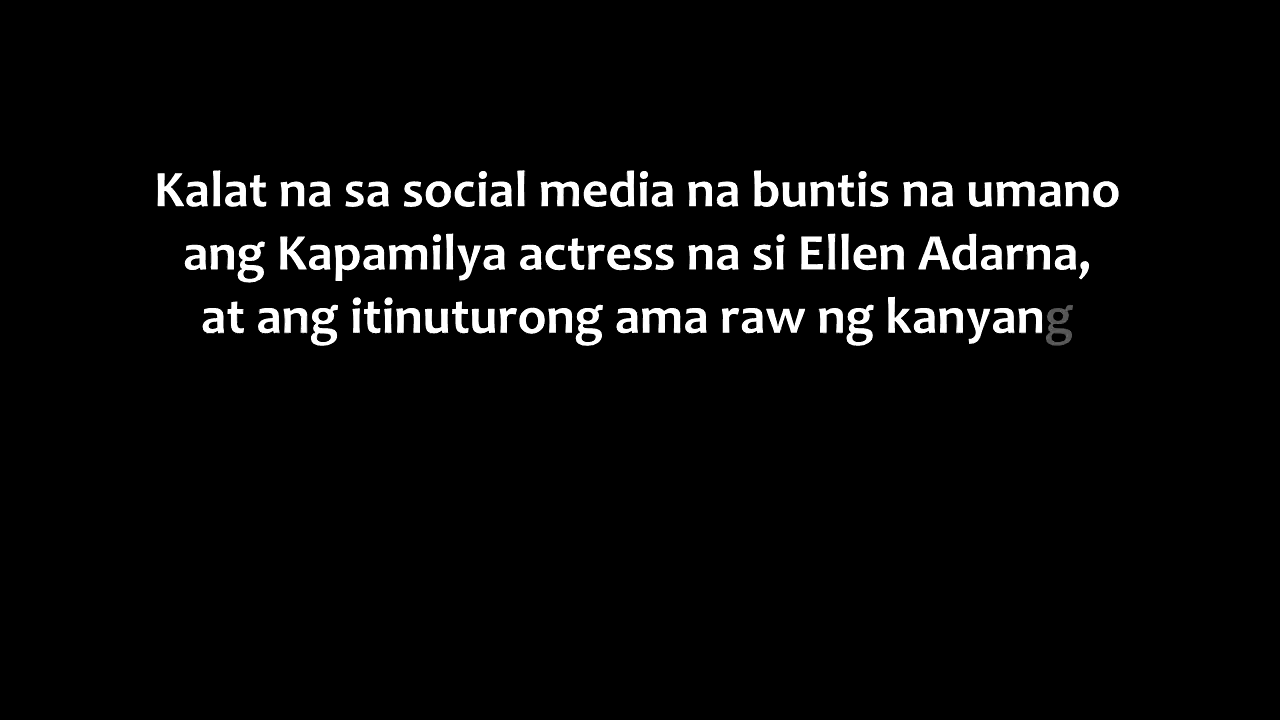 Kalat na sa social media na buntis na umano
ang Kapamilya actress na si Ellen Adarna,
at ang itinuturong ama raw ng kanyang